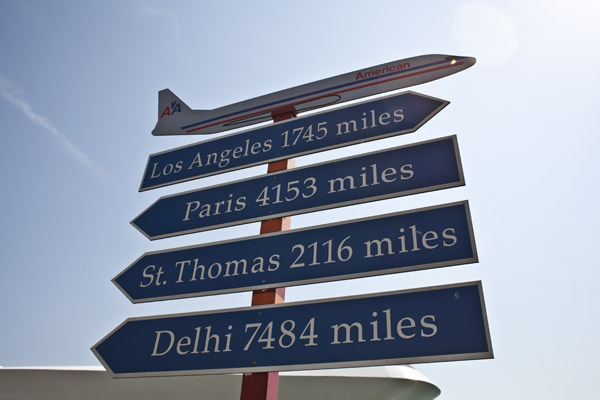 American
AA
Los Angeles 1745 miles
Paris 4153 miles
St. Thomas 2116 miles
Delhi 7484 miles